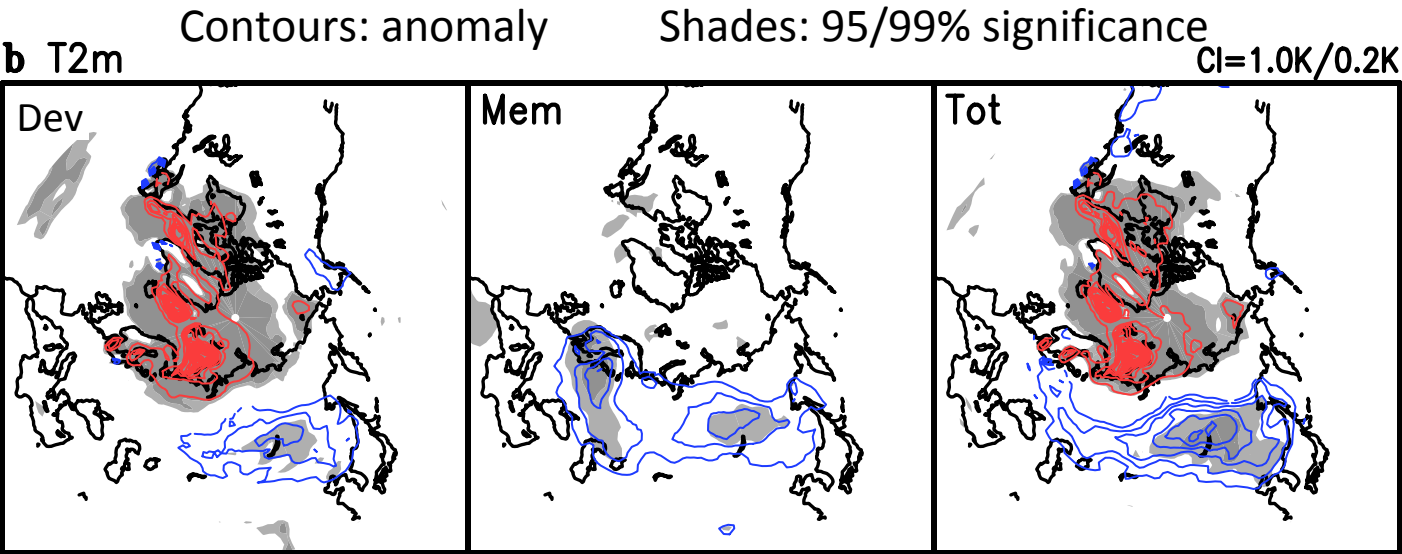 Contours: anomaly Shades: 95/99% significance
b T2m CI=1.0K/0.2K
Dev Mem Tot